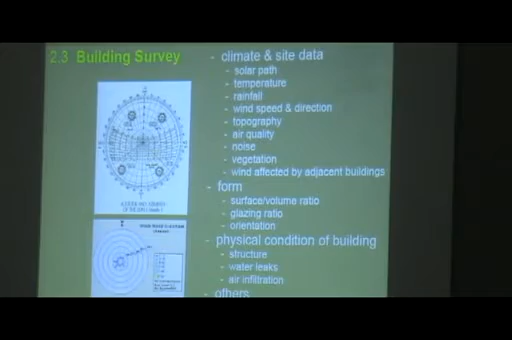 2.3 Building Survey
- climate & site data
- solar path
- temperature
- rainfall
- wind speed & direction
- topography
- air quality
- noise
- vegetation
- wind affected by adjacent buildings
- form
- surface/volume ratio
- glazing ratio
- orientation
- physical condition of building
- structure
- water leaks
- air infiltration
- others